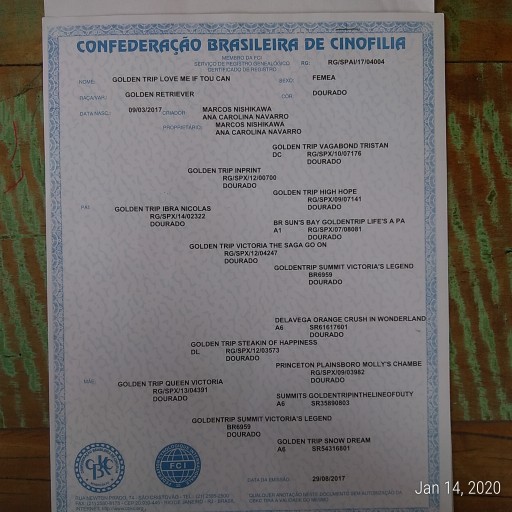 CONFEDERAÇÃO BRASILEIRA DE CINOFILIA
MEMBRO DA FCI
SERVIÇO DE REGISTRO GENEALÓGICO RG: RG/SPAI/17/04004
CERTIFICADO DE REGISTRO
NOME: GOLDEN TRIP LOVE ME IF YOU CAN SEXO: FEMEA
RAÇA/VAR.: GOLDEN RETRIEVER COR: DOURADO
DATA NASC.: 09/03/2017 CRIADOR: MARCOS NISHIKAWA
ANA CAROLINA NAVARRO
PROPRIETÁRIO: MARCOS NISHIKAWA
ANA CAROLINA NAVARRO
GOLDEN TRIP VAGABOND TRISTAN
DC RG/SPX/10/07176
DOURADO
GOLDEN TRIP INPRINT
RG/SPX/12/00700
DOURADO
GOLDEN TRIP HIGH HOPE
RG/SPX/09/07141
DOURADO
PAI: GOLDEN TRIP IBRA NICOLAS
RG/SPX/14/02322
DOURADO
BR SUN'S BAY GOLDENTRIP LIFE'S A PA
A1 RG/SPX/07/08081
DOURADO
GOLDEN TRIP VICTORIA THE SAGA GO ON
RG/SPX/12/04247
DOURADO
GOLDENTRIP SUMMIT VICTORIA'S LEGEND
BR6959
DOURADO
DELAVEGA ORANGE CRUSH IN WONDERLAND
A6 SR61617601
DOURADO
GOLDEN TRIP STEAKIN OF HAPPINESS
DL RG/SPX/12/03573
DOURADO
PRINCETON PLAINSBORO MOLLY'S CHAMBE
RG/SPX/09/03982
DOURADO
MÃE: GOLDEN TRIP QUEEN VICTORIA
RG/SPX/13/04391
DOURADO
SUMMITS GOLDENTRIPINTHELINEOFDUTY
A6 SR35890803
GOLDENTRIP SUMMIT VICTORIA'S LEGEND
BR6959
DOURADO
GOLDEN TRIP SNOW DREAM
A6 SR54316801
CBKC
FCI
DATA DA EMISSÃO: 29/08/2017
Jan 14, 2020